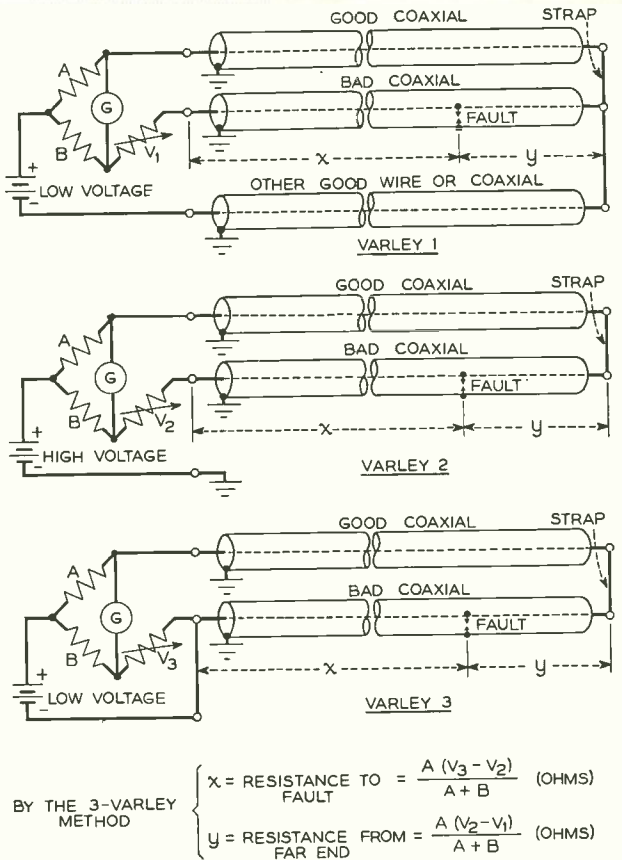 GOOD COAXIAL
STRAP
A
G
BAD COAXIAL
FAULT
B
V₁
x
y
+
−
LOW VOLTAGE
OTHER GOOD WIRE OR COAXIAL
VARLEY 1
GOOD COAXIAL
STRAP
A
G
BAD COAXIAL
FAULT
B
V₂
x
y
+
−
HIGH VOLTAGE
VARLEY 2
GOOD COAXIAL
STRAP
A
G
BAD COAXIAL
FAULT
B
V₃
x
y
+
−
LOW VOLTAGE
VARLEY 3
BY THE 3-VARLEY METHOD
x = RESISTANCE TO FAULT = A (V₃ − V₂) / A + B (OHMS)
y = RESISTANCE FROM FAR END = A (V₂ − V₁) / A + B (OHMS)